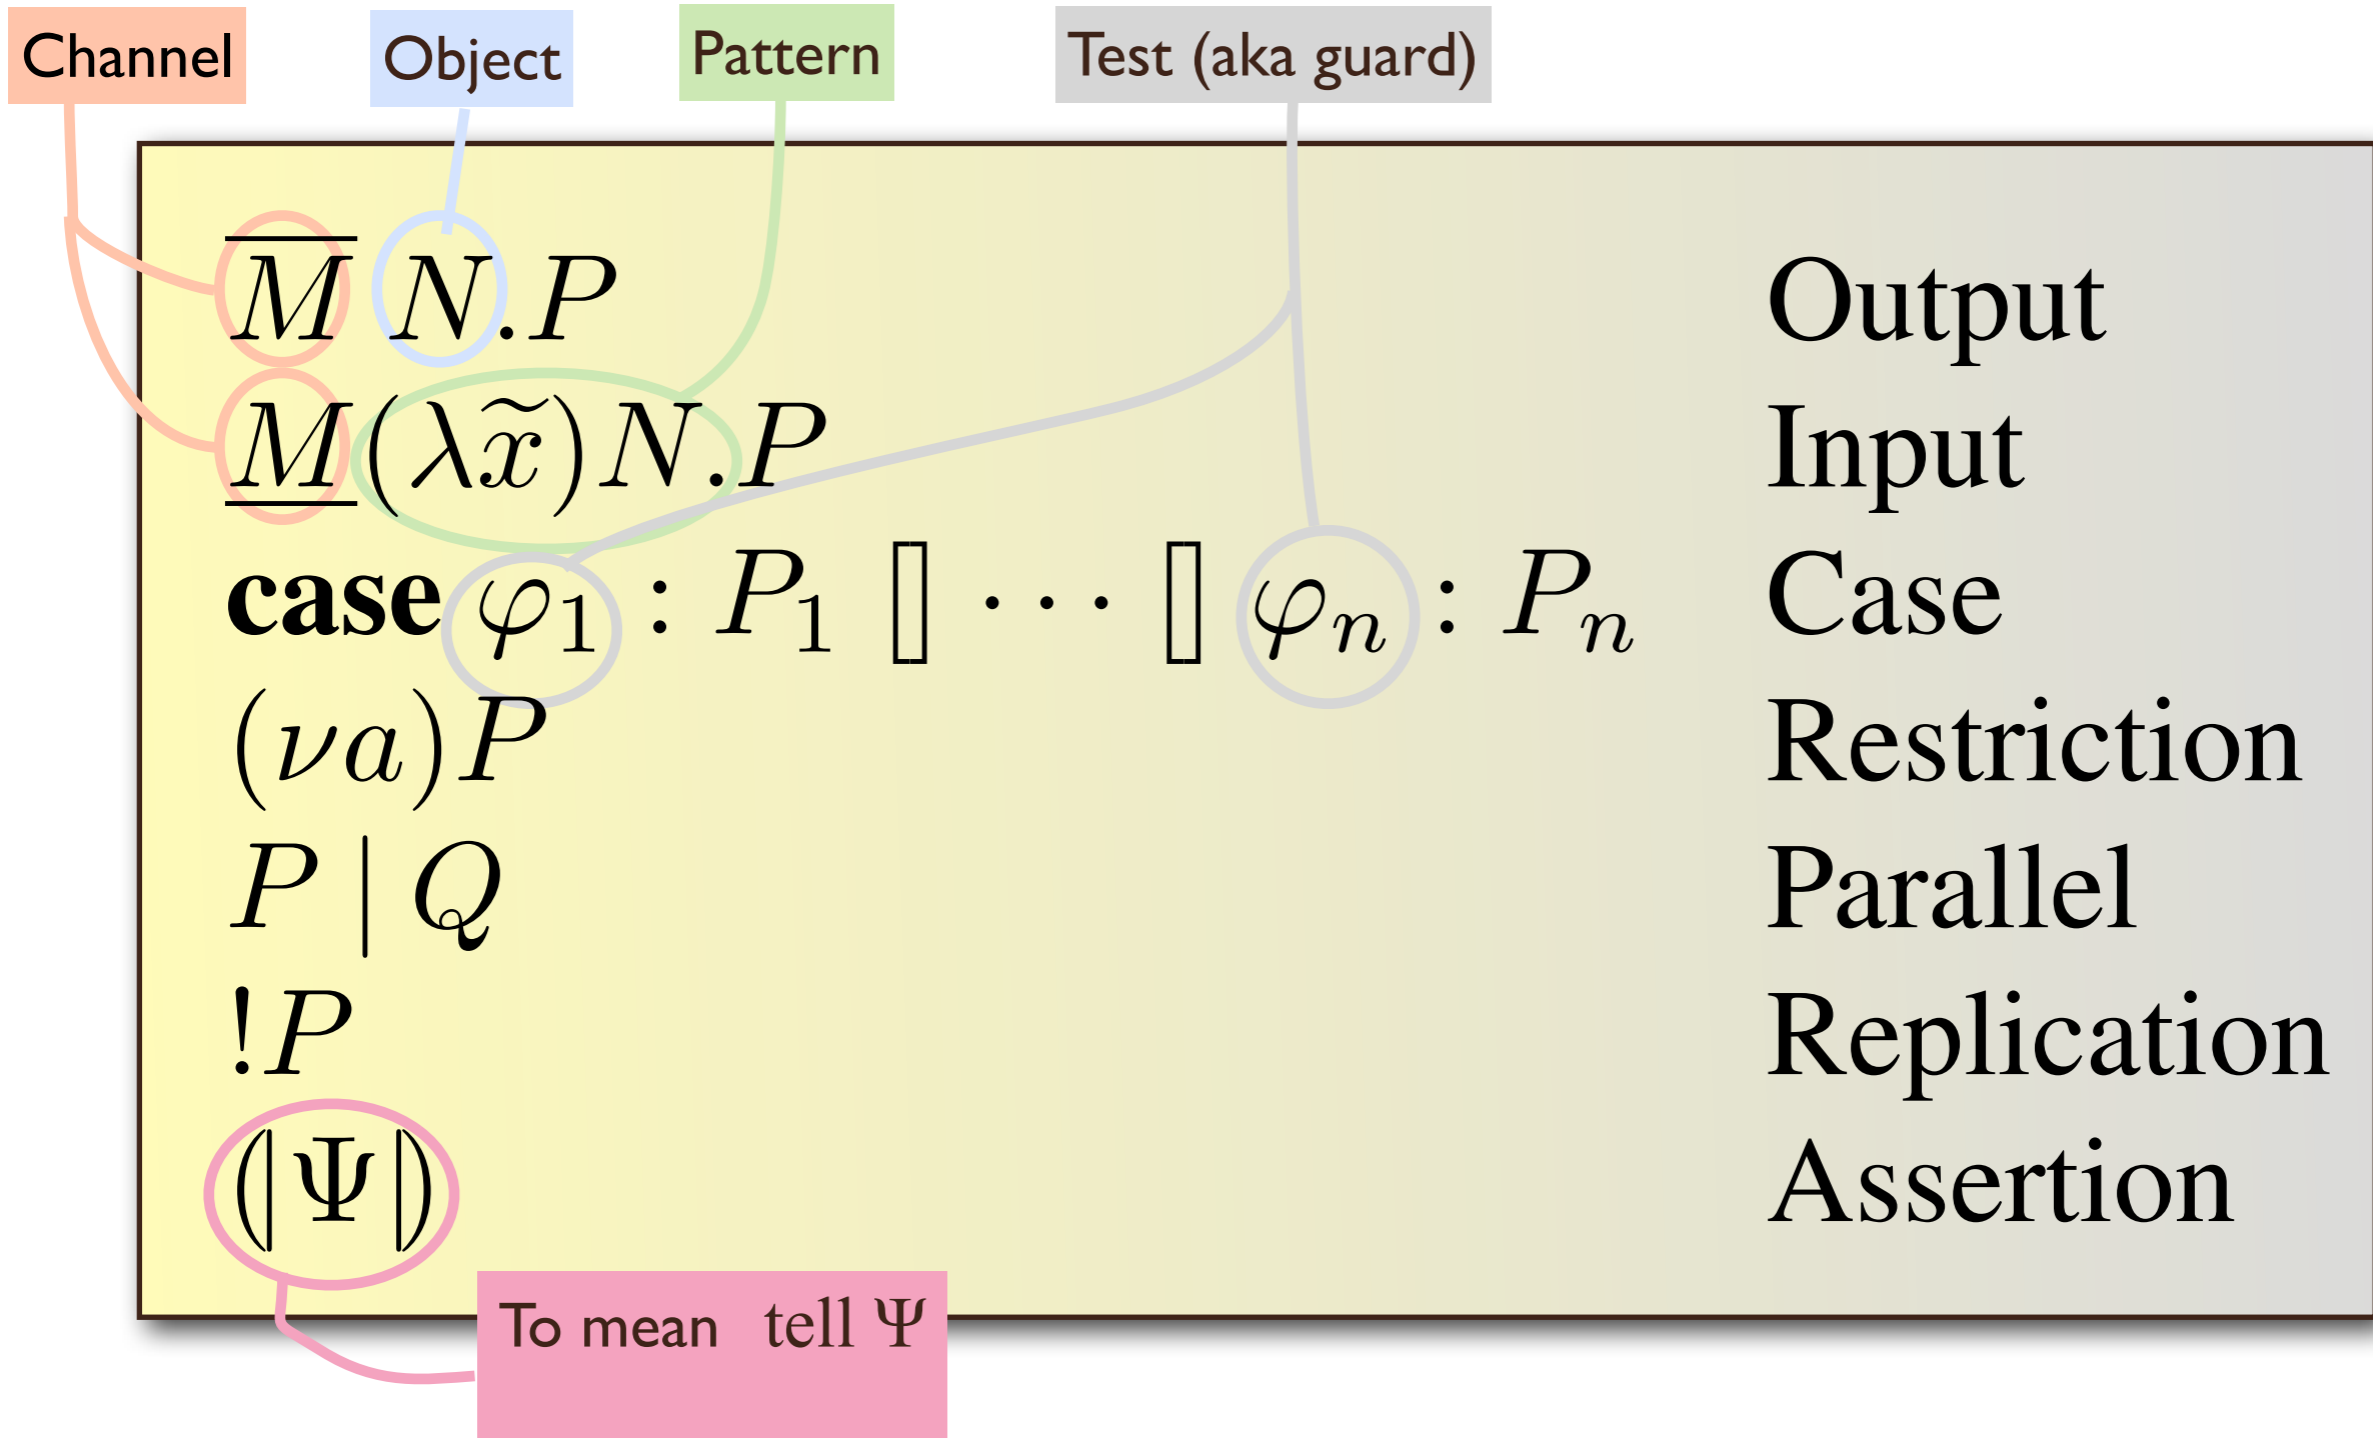 Channel Object Pattern Test (aka guard)
M̅ N.P Output
M̲(λx̃)N.P Input
case φ₁ : P₁ [] ⋯ [] φₙ : Pₙ Case
(νa)P Restriction
P | Q Parallel
!P Replication
(|Ψ|) Assertion
To mean tell Ψ